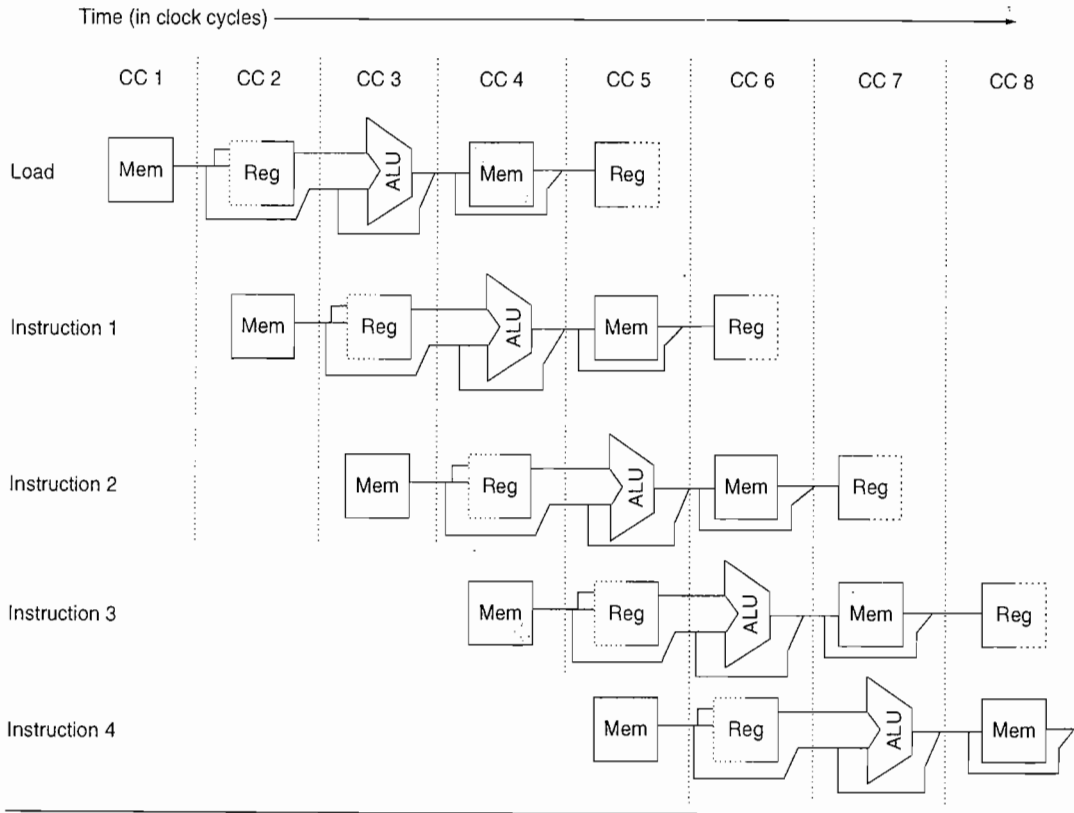 Time (in clock cycles)
CC 1 CC 2 CC 3 CC 4 CC 5 CC 6 CC 7 CC 8
Load Mem Reg ALU Mem Reg
Instruction 1 Mem Reg ALU Mem Reg
Instruction 2 Mem Reg ALU Mem Reg
Instruction 3 Mem Reg ALU Mem Reg
Instruction 4 Mem Reg ALU Mem